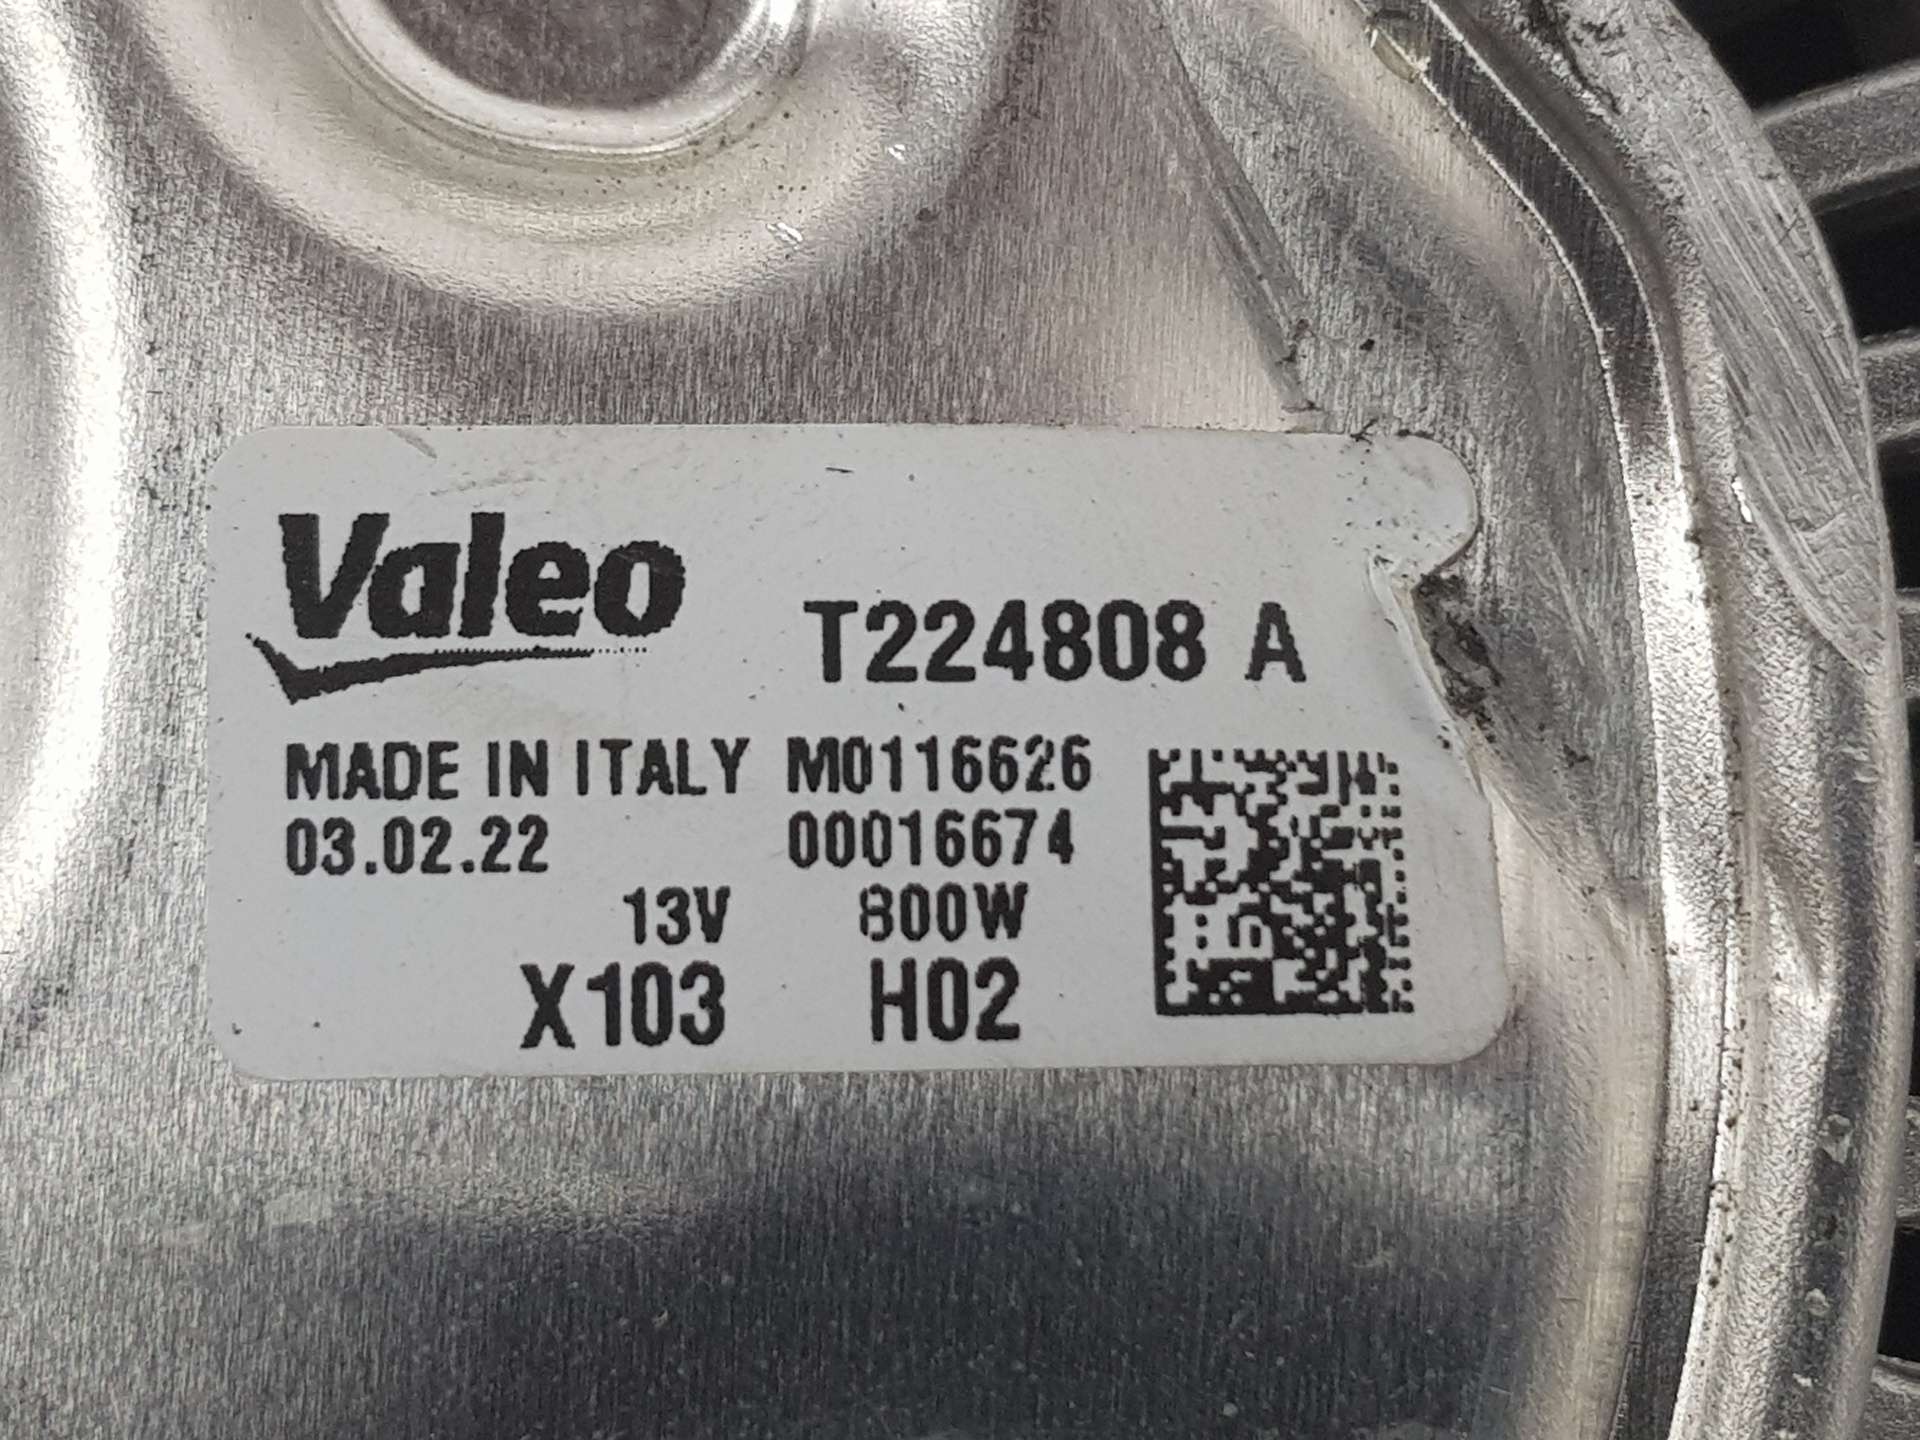 Valeo
T224808 A
MADE IN ITALY M0116626
03.02.22 00016674
13V 800W
X103 H02